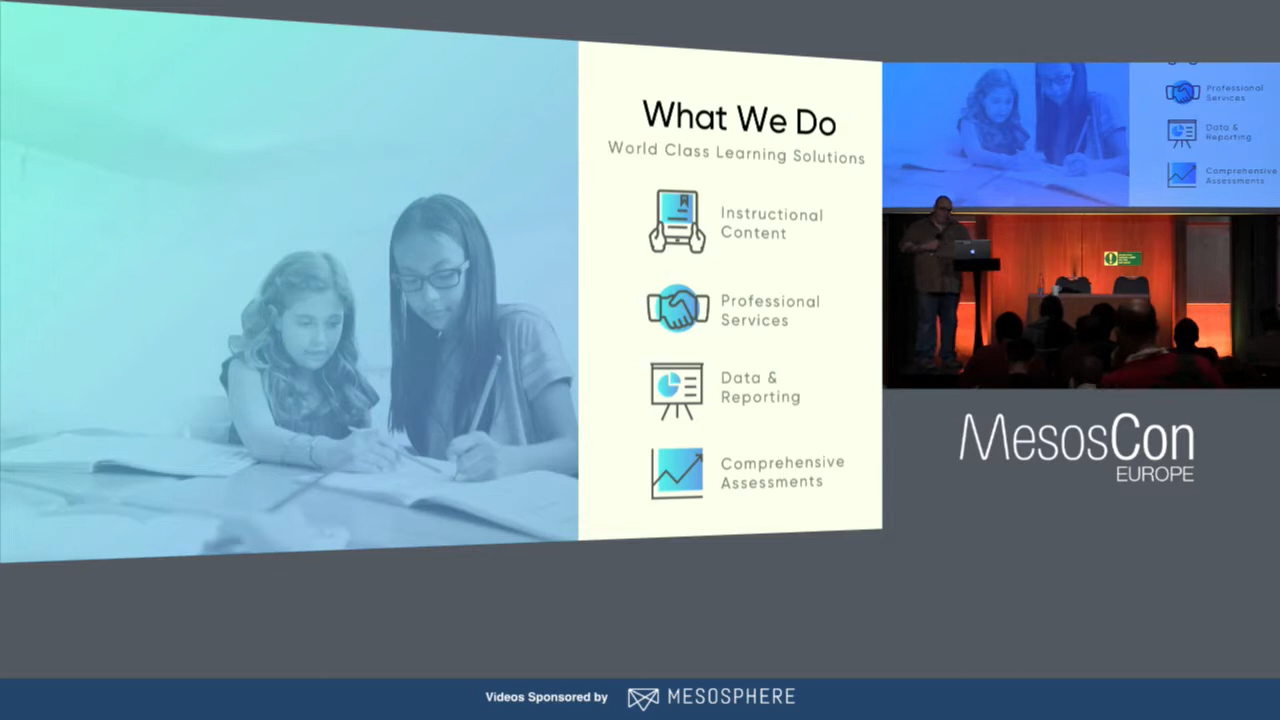 What We Do
World Class Learning Solutions
Instructional
Content
Professional
Services
Data &
Reporting
Comprehensive
Assessments
Professional
Services
Data &
Reporting
Comprehensive
Assessments
MesosCon
EUROPE
Videos Sponsored by
MESOSPHERE